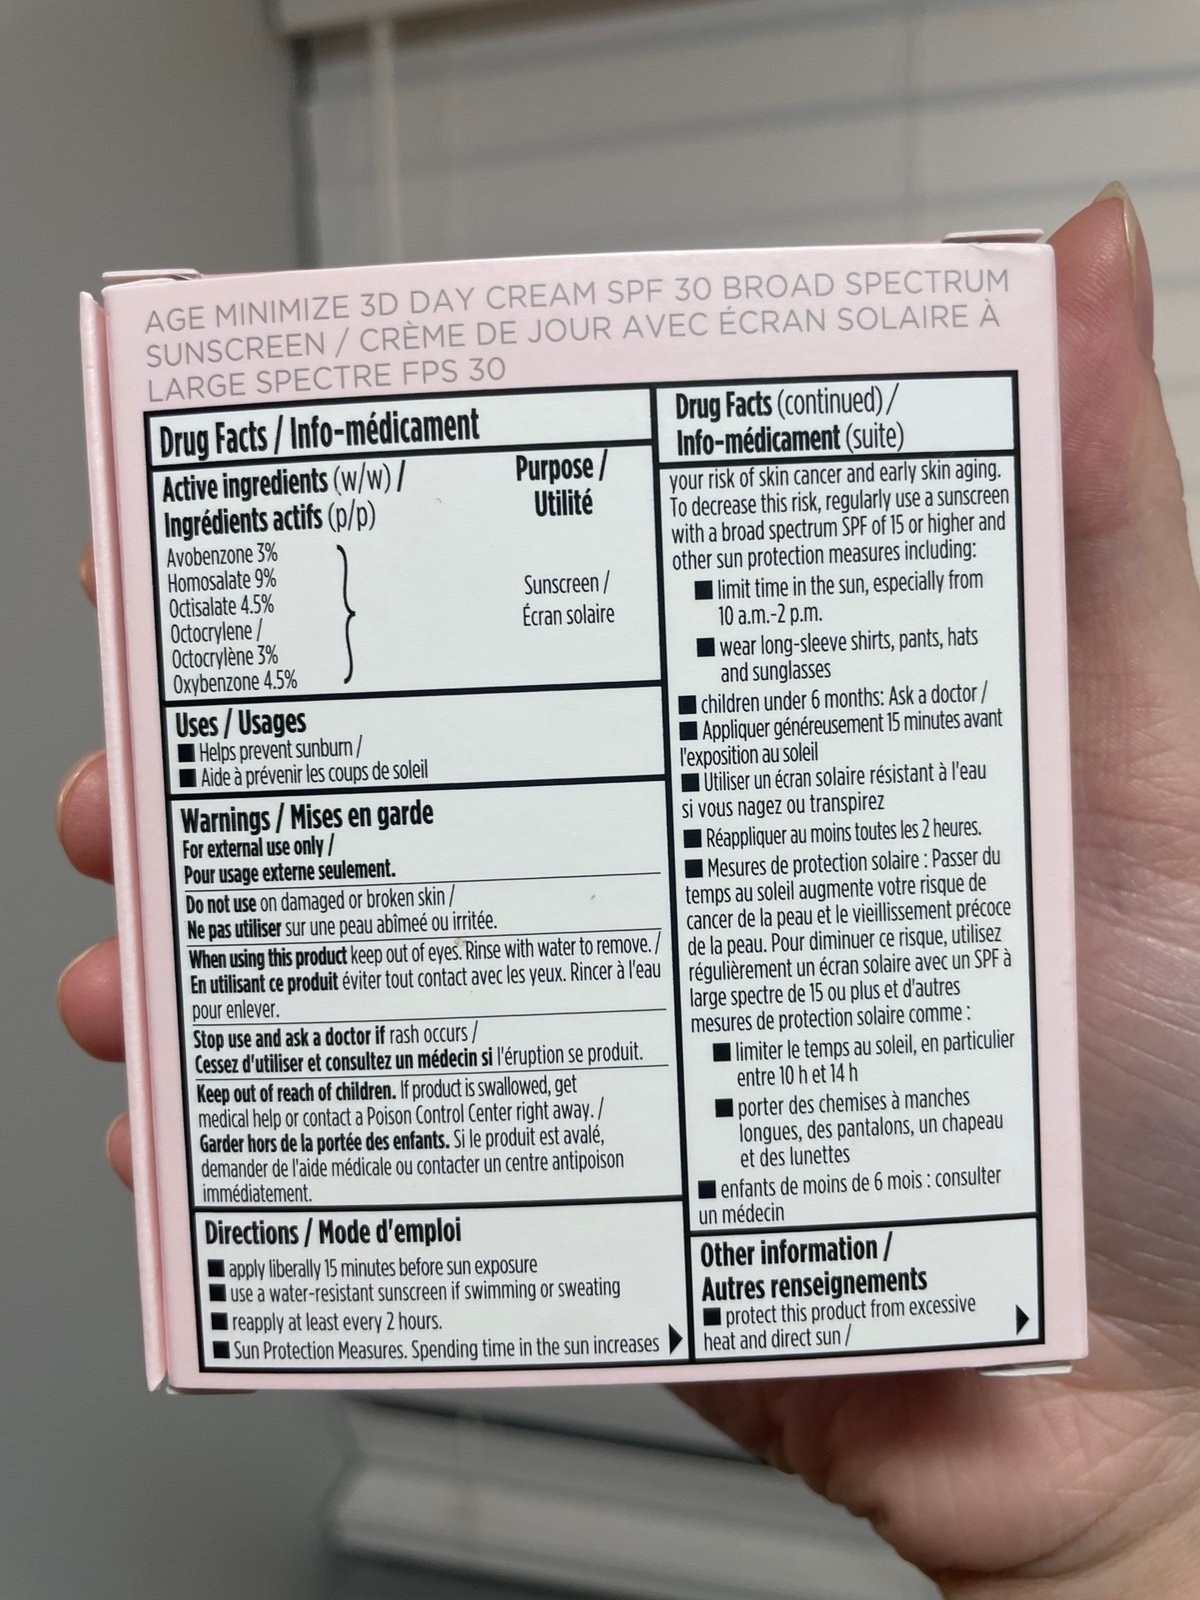 AGE MINIMIZE 3D DAY CREAM SPF 30 BROAD SPECTRUM
SUNSCREEN / CRÈME DE JOUR AVEC ÉCRAN SOLAIRE À
LARGE SPECTRE FPS 30
Drug Facts / Info-médicament
Active ingredients (w/w) /
Ingrédients actifs (p/p)
Purpose /
Utilité
Avobenzone 3%
Homosalate 9%
Octisalate 4.5%
Octocrylene /
Octocrylène 3%
Oxybenzone 4.5%
Sunscreen /
Écran solaire
Uses / Usages
■ Helps prevent sunburn /
■ Aide à prévenir les coups de soleil
Warnings / Mises en garde
For external use only /
Pour usage externe seulement.
Do not use on damaged or broken skin /
Ne pas utiliser sur une peau abîmeé ou irritée.
When using this product keep out of eyes. Rinse with water to remove. /
En utilisant ce produit éviter tout contact avec les yeux. Rincer à l'eau
pour enlever.
Stop use and ask a doctor if rash occurs /
Cessez d'utiliser et consultez un médecin si l'éruption se produit.
Keep out of reach of children. If product is swallowed, get
medical help or contact a Poison Control Center right away. /
Garder hors de la portée des enfants. Si le produit est avalé,
demander de l'aide médicale ou contacter un centre antipoison
immédiatement.
Directions / Mode d'emploi
■ apply liberally 15 minutes before sun exposure
■ use a water-resistant sunscreen if swimming or sweating
■ reapply at least every 2 hours.
■ Sun Protection Measures. Spending time in the sun increases
Drug Facts (continued) /
Info-médicament (suite)
your risk of skin cancer and early skin aging.
To decrease this risk, regularly use a sunscreen
with a broad spectrum SPF of 15 or higher and
other sun protection measures including:
■ limit time in the sun, especially from
10 a.m.-2 p.m.
■ wear long-sleeve shirts, pants, hats
and sunglasses
■ children under 6 months: Ask a doctor /
■ Appliquer généreusement 15 minutes avant
l'exposition au soleil
■ Utiliser un écran solaire résistant à l'eau
si vous nagez ou transpirez
■ Réappliquer au moins toutes les 2 heures.
■ Mesures de protection solaire : Passer du
temps au soleil augmente votre risque de
cancer de la peau et le vieillissement précoce
de la peau. Pour diminuer ce risque, utilisez
régulièrement un écran solaire avec un SPF à
large spectre de 15 ou plus et d'autres
mesures de protection solaire comme :
■ limiter le temps au soleil, en particulier
entre 10 h et 14 h
■ porter des chemises à manches
longues, des pantalons, un chapeau
et des lunettes
■ enfants de moins de 6 mois : consulter
un médecin
Other information /
Autres renseignements
■ protect this product from excessive
heat and direct sun /